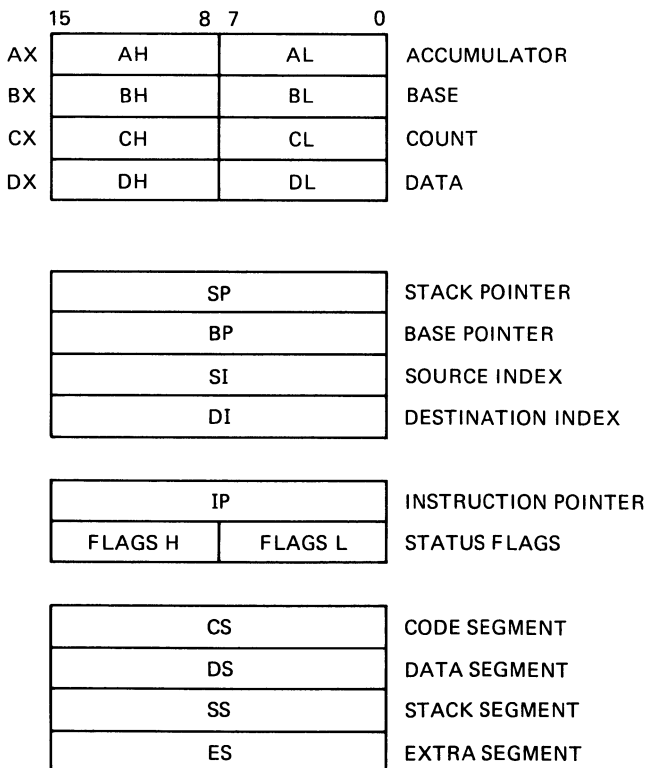 15 8 7 0
AX AH AL ACCUMULATOR
BX BH BL BASE
CX CH CL COUNT
DX DH DL DATA
SP STACK POINTER
BP BASE POINTER
SI SOURCE INDEX
DI DESTINATION INDEX
IP INSTRUCTION POINTER
FLAGS H FLAGS L STATUS FLAGS
CS CODE SEGMENT
DS DATA SEGMENT
SS STACK SEGMENT
ES EXTRA SEGMENT